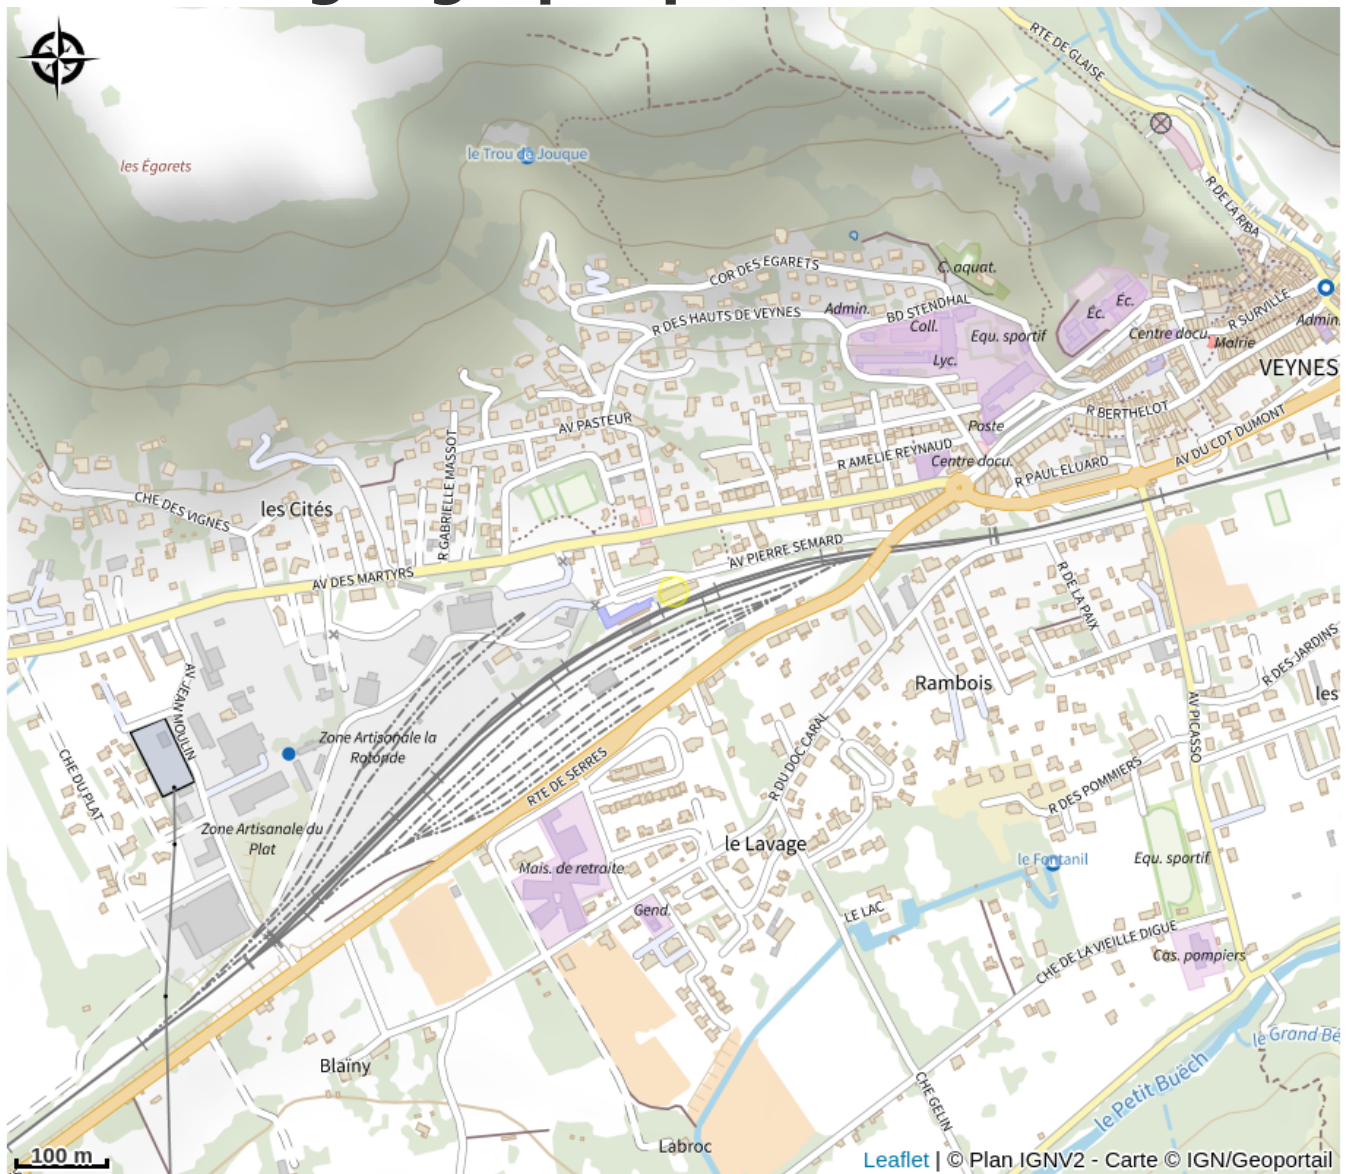 RTE DE GLAISE
les Égarets
le Trou de Jouque
R DE LA RIBA
COR DES EGARETS
C. aquat.
R DES HAUTS DE VEYNES
Admin.
BD STENDHAL
Coll.
Equ. sportif
Lyc.
Éc.
Éc.
Centre docu.
Mairie
R SURVILLE
Admin.
VEYNES
AV PASTEUR
R BERTHELOT
Poste
AV DU CDT DUMONT
R AMELIE REYNAUD
Centre docu.
R PAUL ELUARD
R GABRIELLE MASSOT
CHE DES VIGNES
les Cités
AV DES MARTYRS
AV PIERRE SEMARD
R DE LA PAIX
R DES JARDINS
Rambois
les
AV JEAN MOULIN
CHE DU PLAT
Zone Artisanale la
Rotonde
AV PICASSO
R DU DOC CARAL
RTE DE SERRES
R DES POMMIERS
Zone Artisanale du
Plat
le Lavage
Mais. de retraite
le Fontanil
Equ. sportif
Gend.
LE LAC
CHE DE LA VIEILLE DIGUE
Cas. pompiers
le Grand Bé
Blaïny
le Petit Buëch
CHE GELIN
Labroc
100 m
Leaflet | © Plan IGNV2 - Carte © IGN/Geoportail